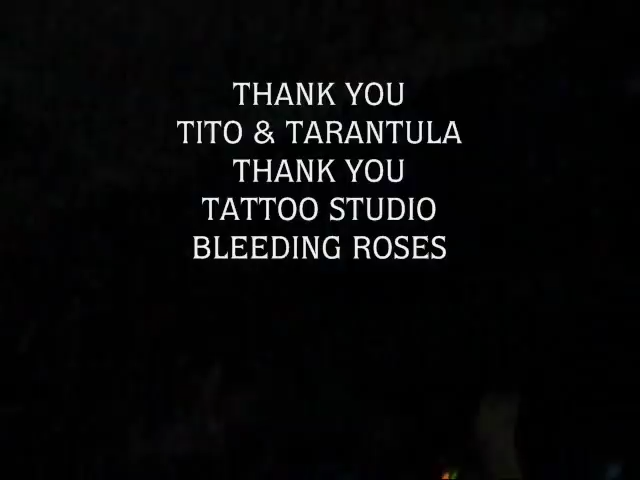 THANK YOU
TITO & TARANTULA
THANK YOU
TATTOO STUDIO
BLEEDING ROSES